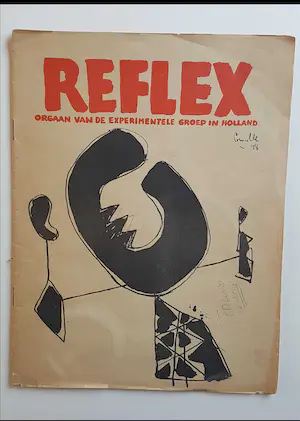 REFLEX
ORGAAN VAN DE EXPERIMENTELE GROEP IN HOLLAND